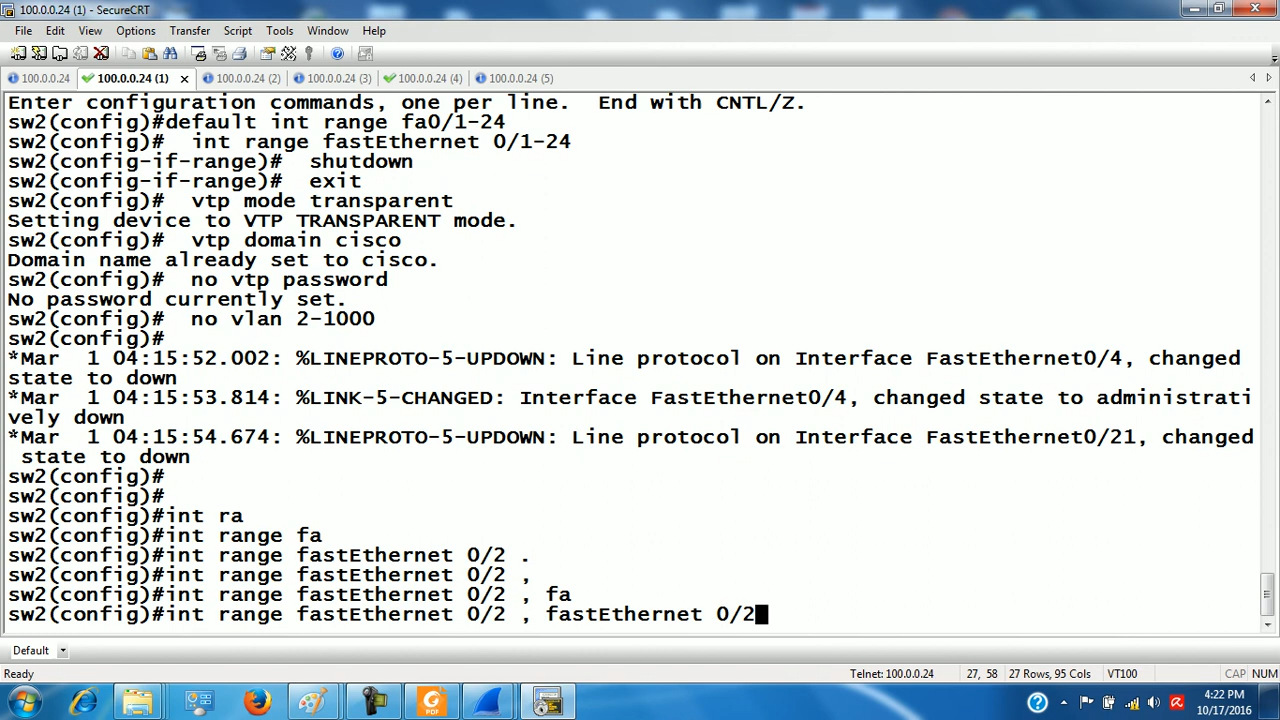 100.0.0.24 (1) - SecureCRT
File Edit View Options Transfer Script Tools Window Help
100.0.0.24 100.0.0.24 (1) 100.0.0.24 (2) 100.0.0.24 (3) 100.0.0.24 (4) 100.0.0.24 (5)
Enter configuration commands, one per line.  End with CNTL/Z.
sw2(config)#default int range fa0/1-24
sw2(config)#  int range fastEthernet 0/1-24
sw2(config-if-range)#  shutdown
sw2(config-if-range)#  exit
sw2(config)#  vtp mode transparent
Setting device to VTP TRANSPARENT mode.
sw2(config)#  vtp domain cisco
Domain name already set to cisco.
sw2(config)#  no vtp password
No password currently set.
sw2(config)#  no vlan 2-1000
sw2(config)#
*Mar  1 04:15:52.002: %LINEPROTO-5-UPDOWN: Line protocol on Interface FastEthernet0/4, changed
state to down
*Mar  1 04:15:53.814: %LINK-5-CHANGED: Interface FastEthernet0/4, changed state to administrati
vely down
*Mar  1 04:15:54.674: %LINEPROTO-5-UPDOWN: Line protocol on Interface FastEthernet0/21, changed
 state to down
sw2(config)#
sw2(config)#
sw2(config)#int ra
sw2(config)#int range fa
sw2(config)#int range fastEthernet 0/2 .
sw2(config)#int range fastEthernet 0/2 ,
sw2(config)#int range fastEthernet 0/2 , fa
sw2(config)#int range fastEthernet 0/2 , fastEthernet 0/2
Default
Ready Telnet: 100.0.0.24 27, 58 27 Rows, 95 Cols VT100 CAP NUM
PDF
4:22 PM
10/17/2016